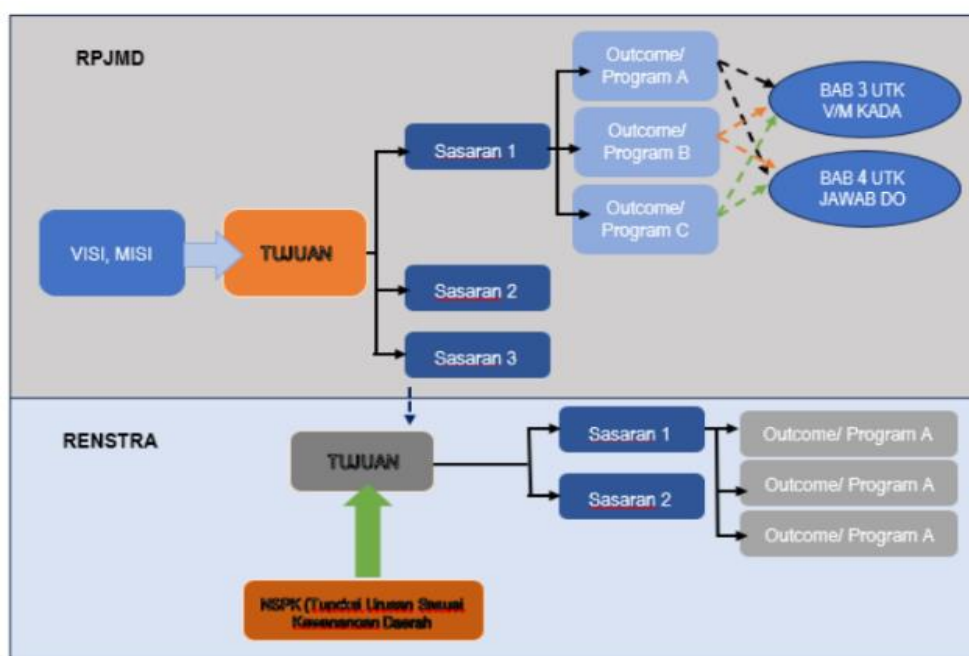 RPJMD
VISI, MISI
TUJUAN
Sasaran 1
Sasaran 2
Sasaran 3
Outcome/
Program A
Outcome/
Program B
Outcome/
Program C
BAB 3 UTK
V/M KADA
BAB 4 UTK
JAWAB DO
RENSTRA
TUJUAN
NSPK (Tupoksi Urusan Sesuai
Kewenangan Daerah
Sasaran 1
Sasaran 2
Outcome/ Program A
Outcome/ Program A
Outcome/ Program A